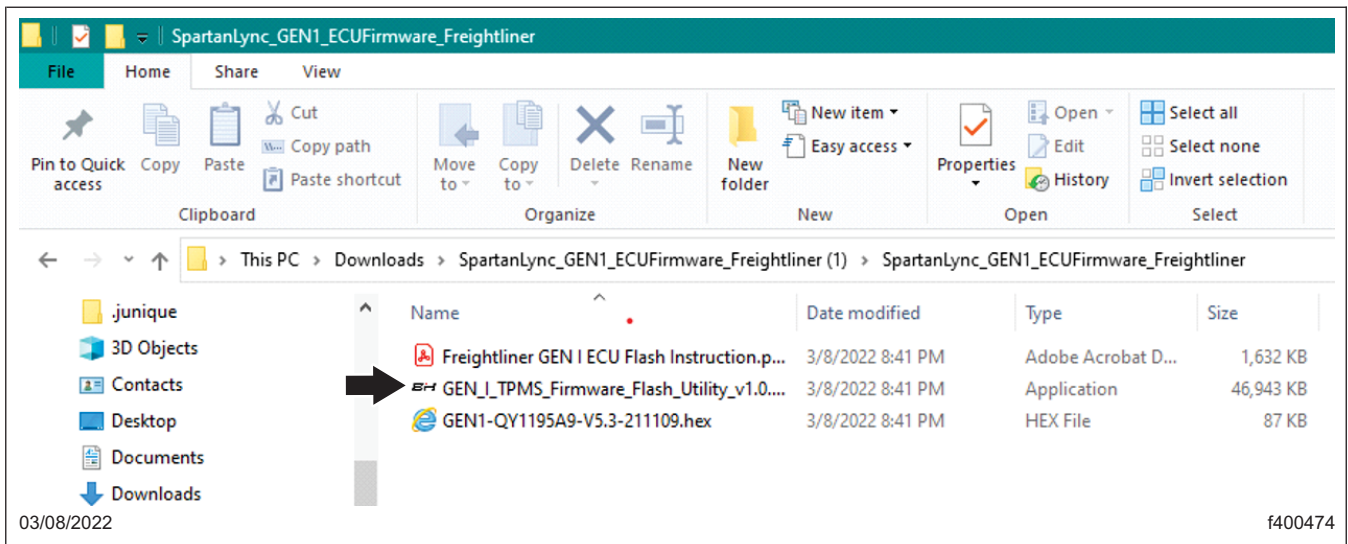 SpartanLync_GEN1_ECUFirmware_Freightliner
File Home Share View
Pin to Quick access
Copy
Paste
Cut
Copy path
Paste shortcut
Move to
Copy to
Delete
Rename
New folder
New item
Easy access
Properties
Open
Edit
History
Select all
Select none
Invert selection
Clipboard Organize New Open Select
This PC > Downloads > SpartanLync_GEN1_ECUFirmware_Freightliner (1) > SpartanLync_GEN1_ECUFirmware_Freightliner
.junique
3D Objects
Contacts
Desktop
Documents
Downloads
Name Date modified Type Size
Freightliner GEN I ECU Flash Instruction.p... 3/8/2022 8:41 PM Adobe Acrobat D... 1,632 KB
GEN_I_TPMS_Firmware_Flash_Utility_v1.0.... 3/8/2022 8:41 PM Application 46,943 KB
GEN1-QY1195A9-V5.3-211109.hex 3/8/2022 8:41 PM HEX File 87 KB
03/08/2022 f400474